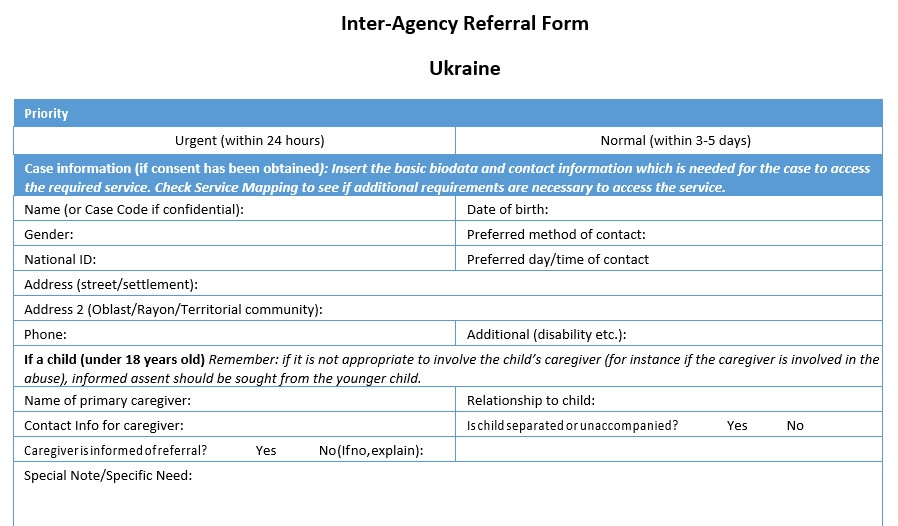 Inter-Agency Referral Form
Ukraine
Priority
Urgent (within 24 hours) Normal (within 3-5 days)
Case information (if consent has been obtained): Insert the basic biodata and contact information which is needed for the case to access
the required service. Check Service Mapping to see if additional requirements are necessary to access the service.
Name (or Case Code if confidential): Date of birth:
Gender: Preferred method of contact:
National ID: Preferred day/time of contact
Address (street/settlement):
Address 2 (Oblast/Rayon/Territorial community):
Phone: Additional (disability etc.):
If a child (under 18 years old) Remember: if it is not appropriate to involve the child's caregiver (for instance if the caregiver is involved in the
abuse), informed assent should be sought from the younger child.
Name of primary caregiver: Relationship to child:
Contact Info for caregiver: Is child separated or unaccompanied? Yes No
Caregiver is informed of referral? Yes No (If no, explain):
Special Note/Specific Need: